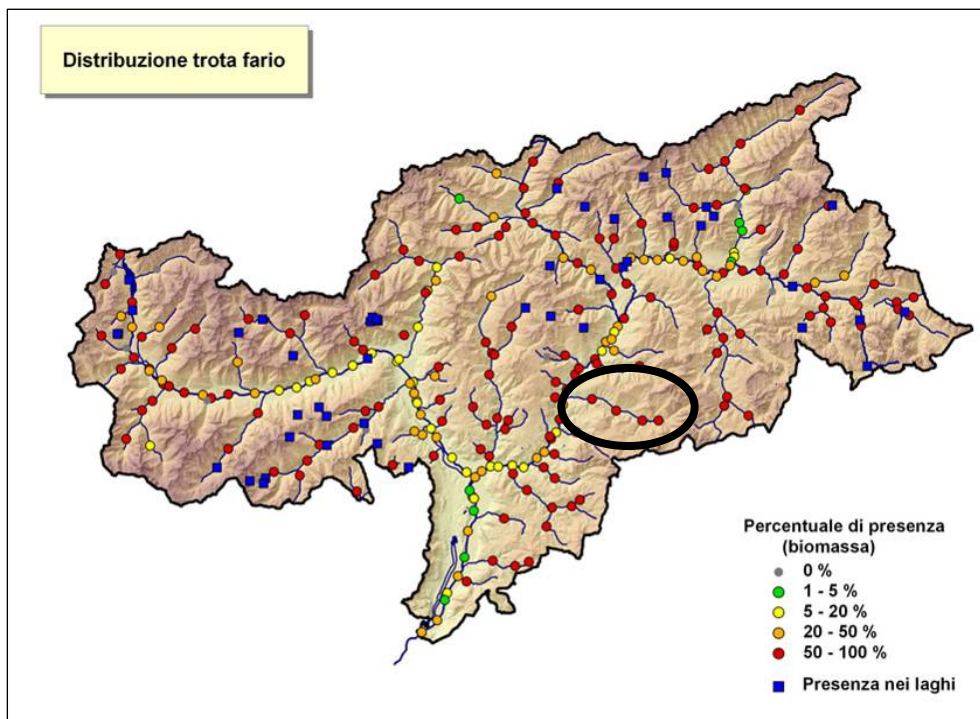 Distribuzione trota fario
Percentuale di presenza
(biomassa)
0 %
1 - 5 %
5 - 20 %
20 - 50 %
50 - 100 %
Presenza nei laghi